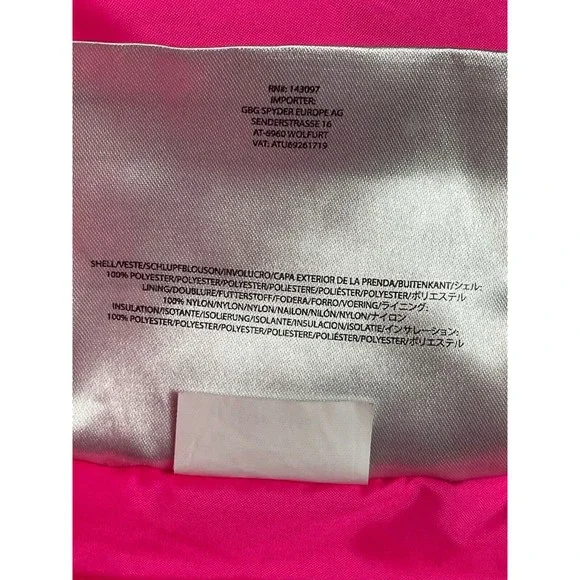 RN#: 143097
IMPORTER:
GBG SPYDER EUROPE AG
SENDERSTRASSE 16
AT-6960 WOLFURT
VAT: ATU69261719
SHELL/VESTE/SCHLUPFBLOUSON/INVOLUCRO/CAPA EXTERIOR DE LA PRENDA/BUITENKANT/シェル:
100% POLYESTER/POLYESTER/POLYESTER/POLIESTERE/POLIÉSTER/POLYESTER/ポリエステル
LINING/DOUBLURE/FUTTERSTOFF/FODERA/FORRO/VOERING/ライニング:
100% NYLON/NYLON/NYLON/NAILON/NILÓN/NYLON/ナイロン
INSULATION/ISOTANTE/ISOLIERUNG/ISOLANTE/INSULACION/ISOLATIE/インサレーション:
100% POLYESTER/POLYESTER/POLYESTER/POLIESTERE/POLIÉSTER/POLYESTER/ポリエステル